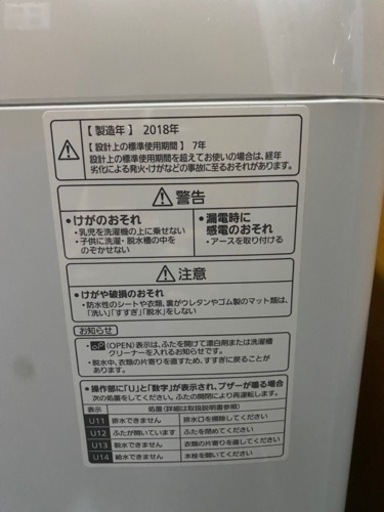 【 製造年 】 2018年
【 設計上の標準使用期間 】 7年
設計上の標準使用期間を超えてお使いの場合は、経年
劣化による発火・けがなどの事故に至るおそれがあります。
警告
●けがのおそれ
・乳児を洗濯機の上に乗せない
・子供に洗濯・脱水槽の中を
のぞかせない
●漏電時に
感電のおそれ
・アースを取り付ける
注意
●けがや破損のおそれ
・防水性のシートや衣類、裏がウレタンやゴム製のマット類は、
「洗い」「すすぎ」「脱水」をしない
お知らせ
●oP(OPEN)表示は、ふたを開けて漂白剤または洗濯槽
クリーナーを入れるお知らせです。
●脱水中、衣類の片寄りを直すため、すすぎに戻ることが
あります。
●操作部に「U」と「数字」が表示され、ブザーが鳴る場合
次の処置をしてください。ふたの開閉により再運転します。
表示 処置(詳細は取扱説明書参照)
U11 排水できません 排水口を掃除してください
U12 ふたが開いています ふたを閉めてください
U13 脱水できません 衣類の片寄りを直してください
U14 給水できません 水栓を開いてください